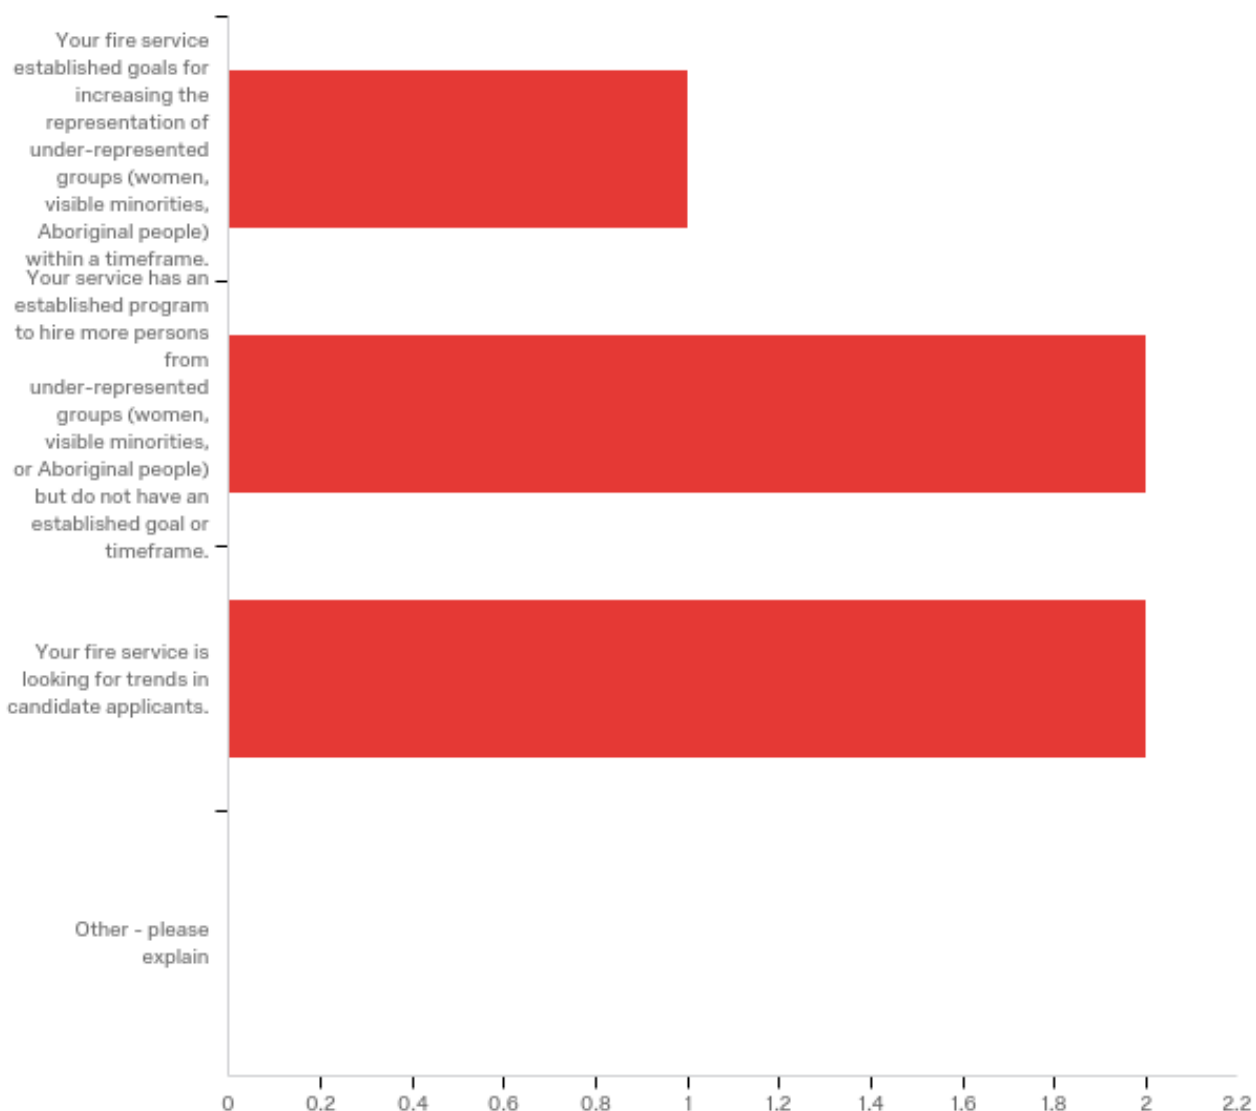 Your fire service
established goals for
increasing the
representation of
under-represented
groups (women,
visible minorities,
Aboriginal people)
within a timeframe.
Your service has an
established program
to hire more persons
from
under-represented
groups (women,
visible minorities,
or Aboriginal people)
but do not have an
established goal or
timeframe.
Your fire service is
looking for trends in
candidate applicants.
Other - please
explain
0 0.2 0.4 0.6 0.8 1 1.2 1.4 1.6 1.8 2 2.2